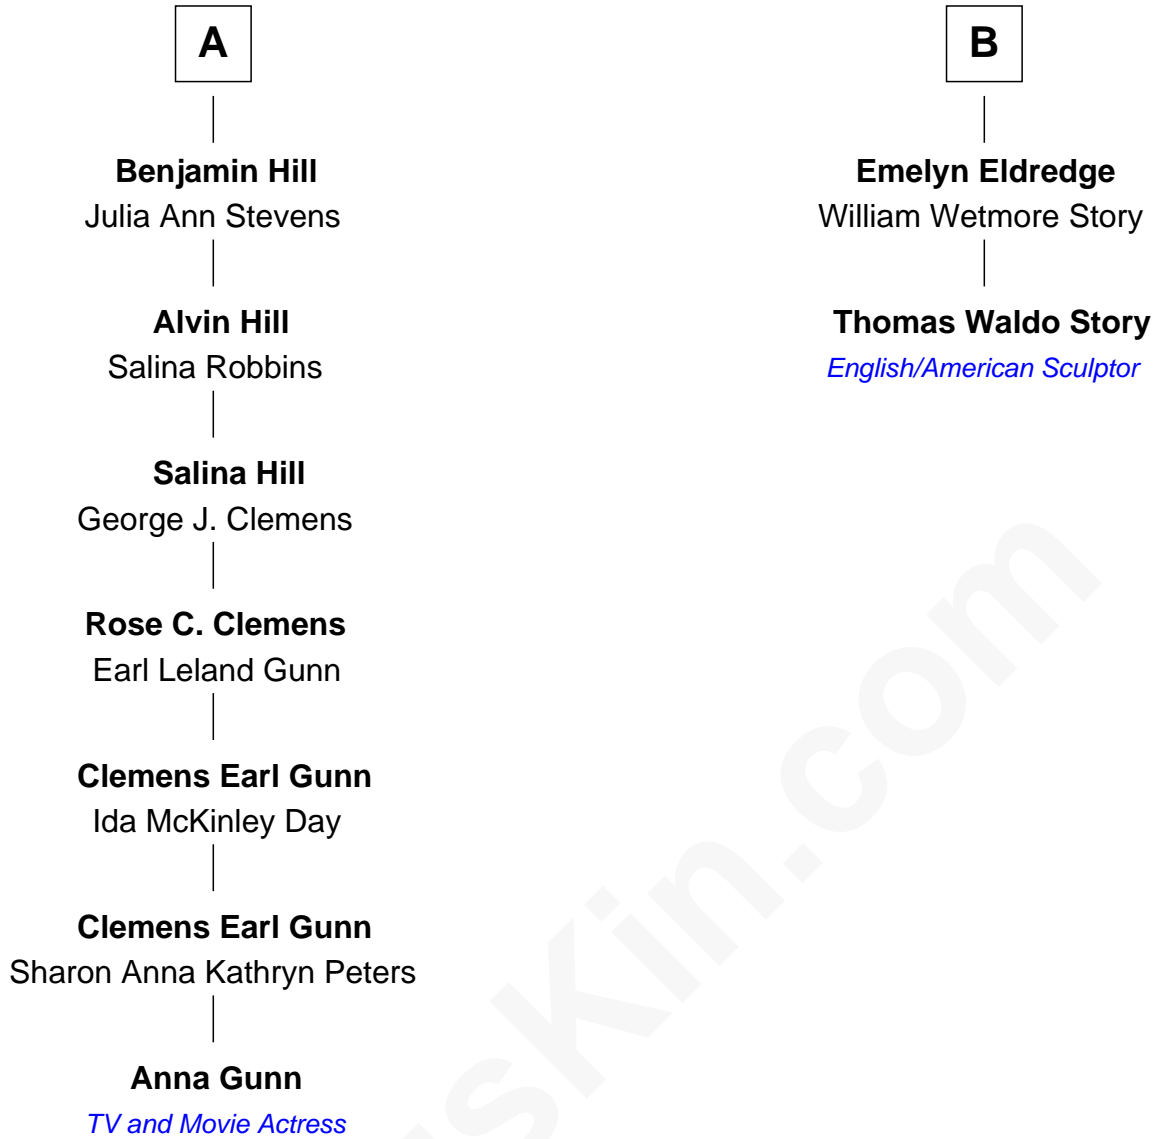 A
Benjamin Hill
Julia Ann Stevens
Alvin Hill
Salina Robbins
Salina Hill
George J. Clemens
Rose C. Clemens
Earl Leland Gunn
Clemens Earl Gunn
Ida McKinley Day
Clemens Earl Gunn
Sharon Anna Kathryn Peters
Anna Gunn
TV and Movie Actress
B
Emelyn Eldredge
William Wetmore Story
Thomas Waldo Story
English/American Sculptor
sKin.com